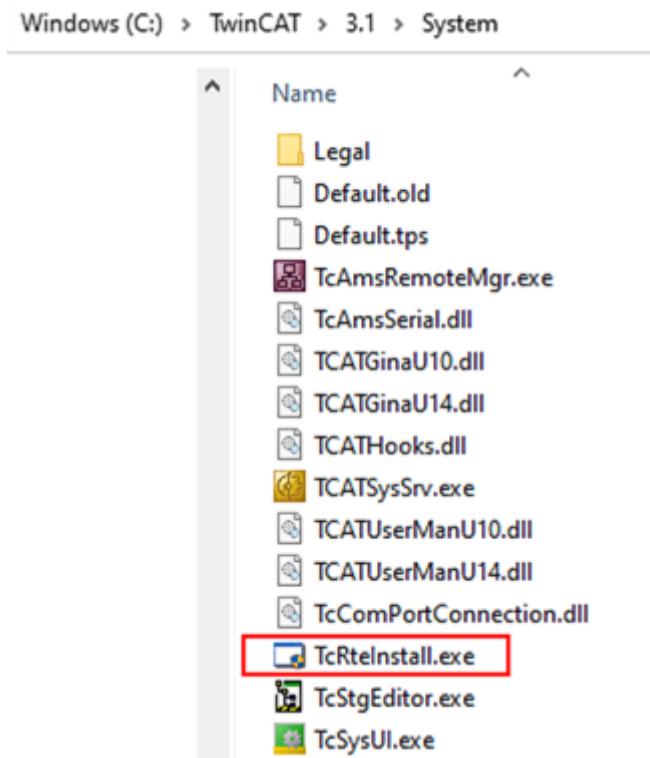 Windows (C:) > TwinCAT > 3.1 > System
Name
Legal
Default.old
Default.tps
TcAmsRemoteMgr.exe
TcAmsSerial.dll
TCATGinaU10.dll
TCATGinaU14.dll
TCATHooks.dll
TCATSysSrv.exe
TCATUserManU10.dll
TCATUserManU14.dll
TcComPortConnection.dll
TcRteInstall.exe
TcStgEditor.exe
TcSysUI.exe